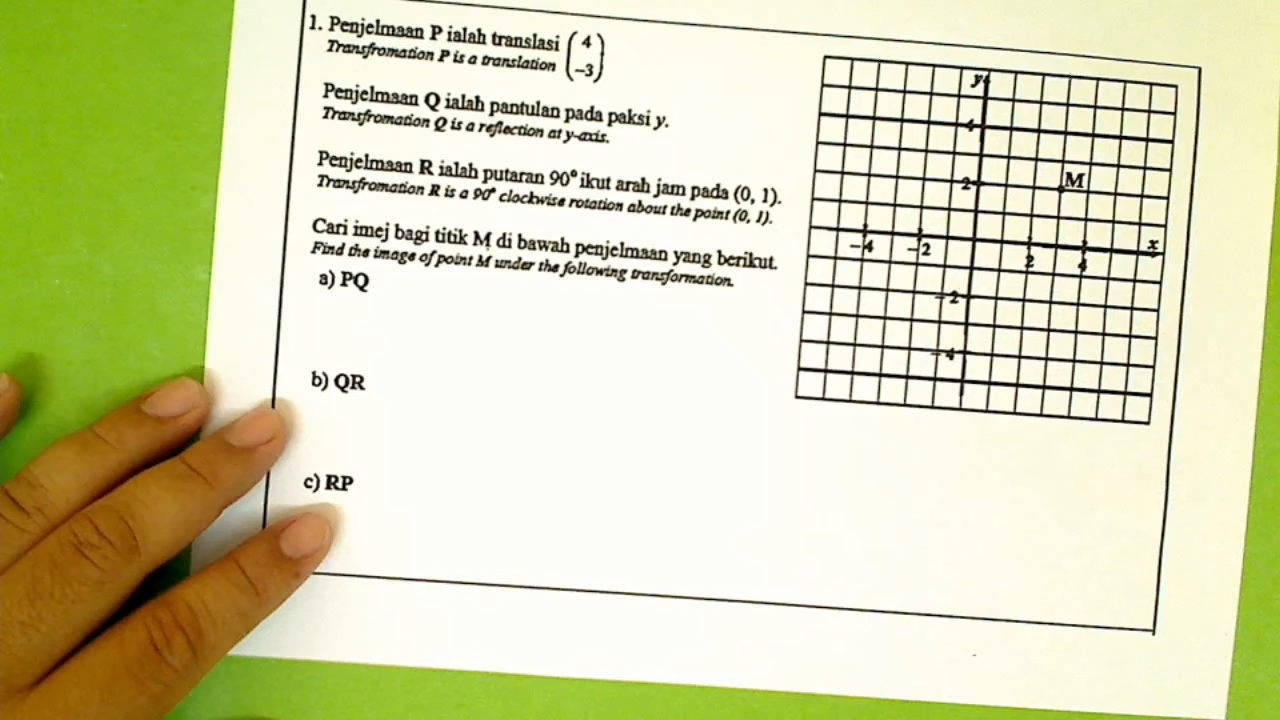 1. Penjelmaan P ialah translasi (4
-3)
Transfromation P is a translation
Penjelmaan Q ialah pantulan pada paksi y.
Transfromation Q is a reflection at y-axis.
Penjelmaan R ialah putaran 90° ikut arah jam pada (0, 1).
Transfromation R is a 90° clockwise rotation about the point (0, 1).
Cari imej bagi titik M di bawah penjelmaan yang berikut.
Find the image of point M under the following transformation.
a) PQ
b) QR
c) RP
y
4
2
M
-4
-2
2
4
x
-2
-4